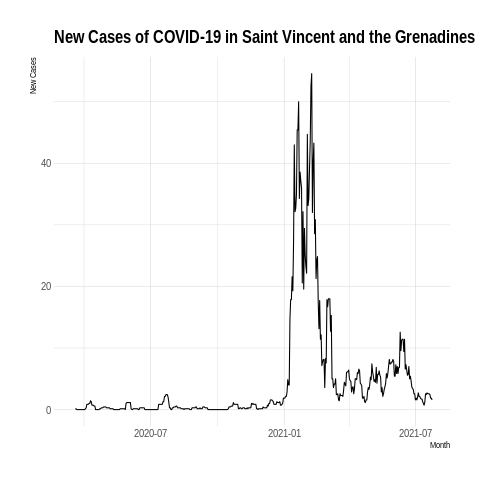 New Cases of COVID-19 in Saint Vincent and the Grenadines
New Cases
40
20
0
2020-07
2021-01
2021-07
Month